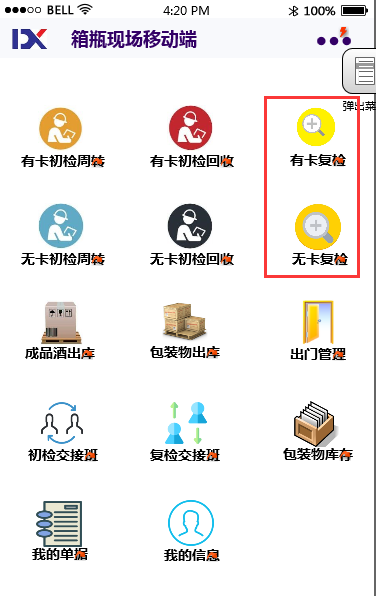 BELL 4:20 PM 100%
IX 箱瓶现场移动端
弹出菜
有卡初检周转 有卡初检回收 有卡复检
无卡初检周转 无卡初检回收 无卡复检
成品酒出库 包装物出库 出门管理
初检交接班 复检交接班 包装物库存
我的单据 我的信息